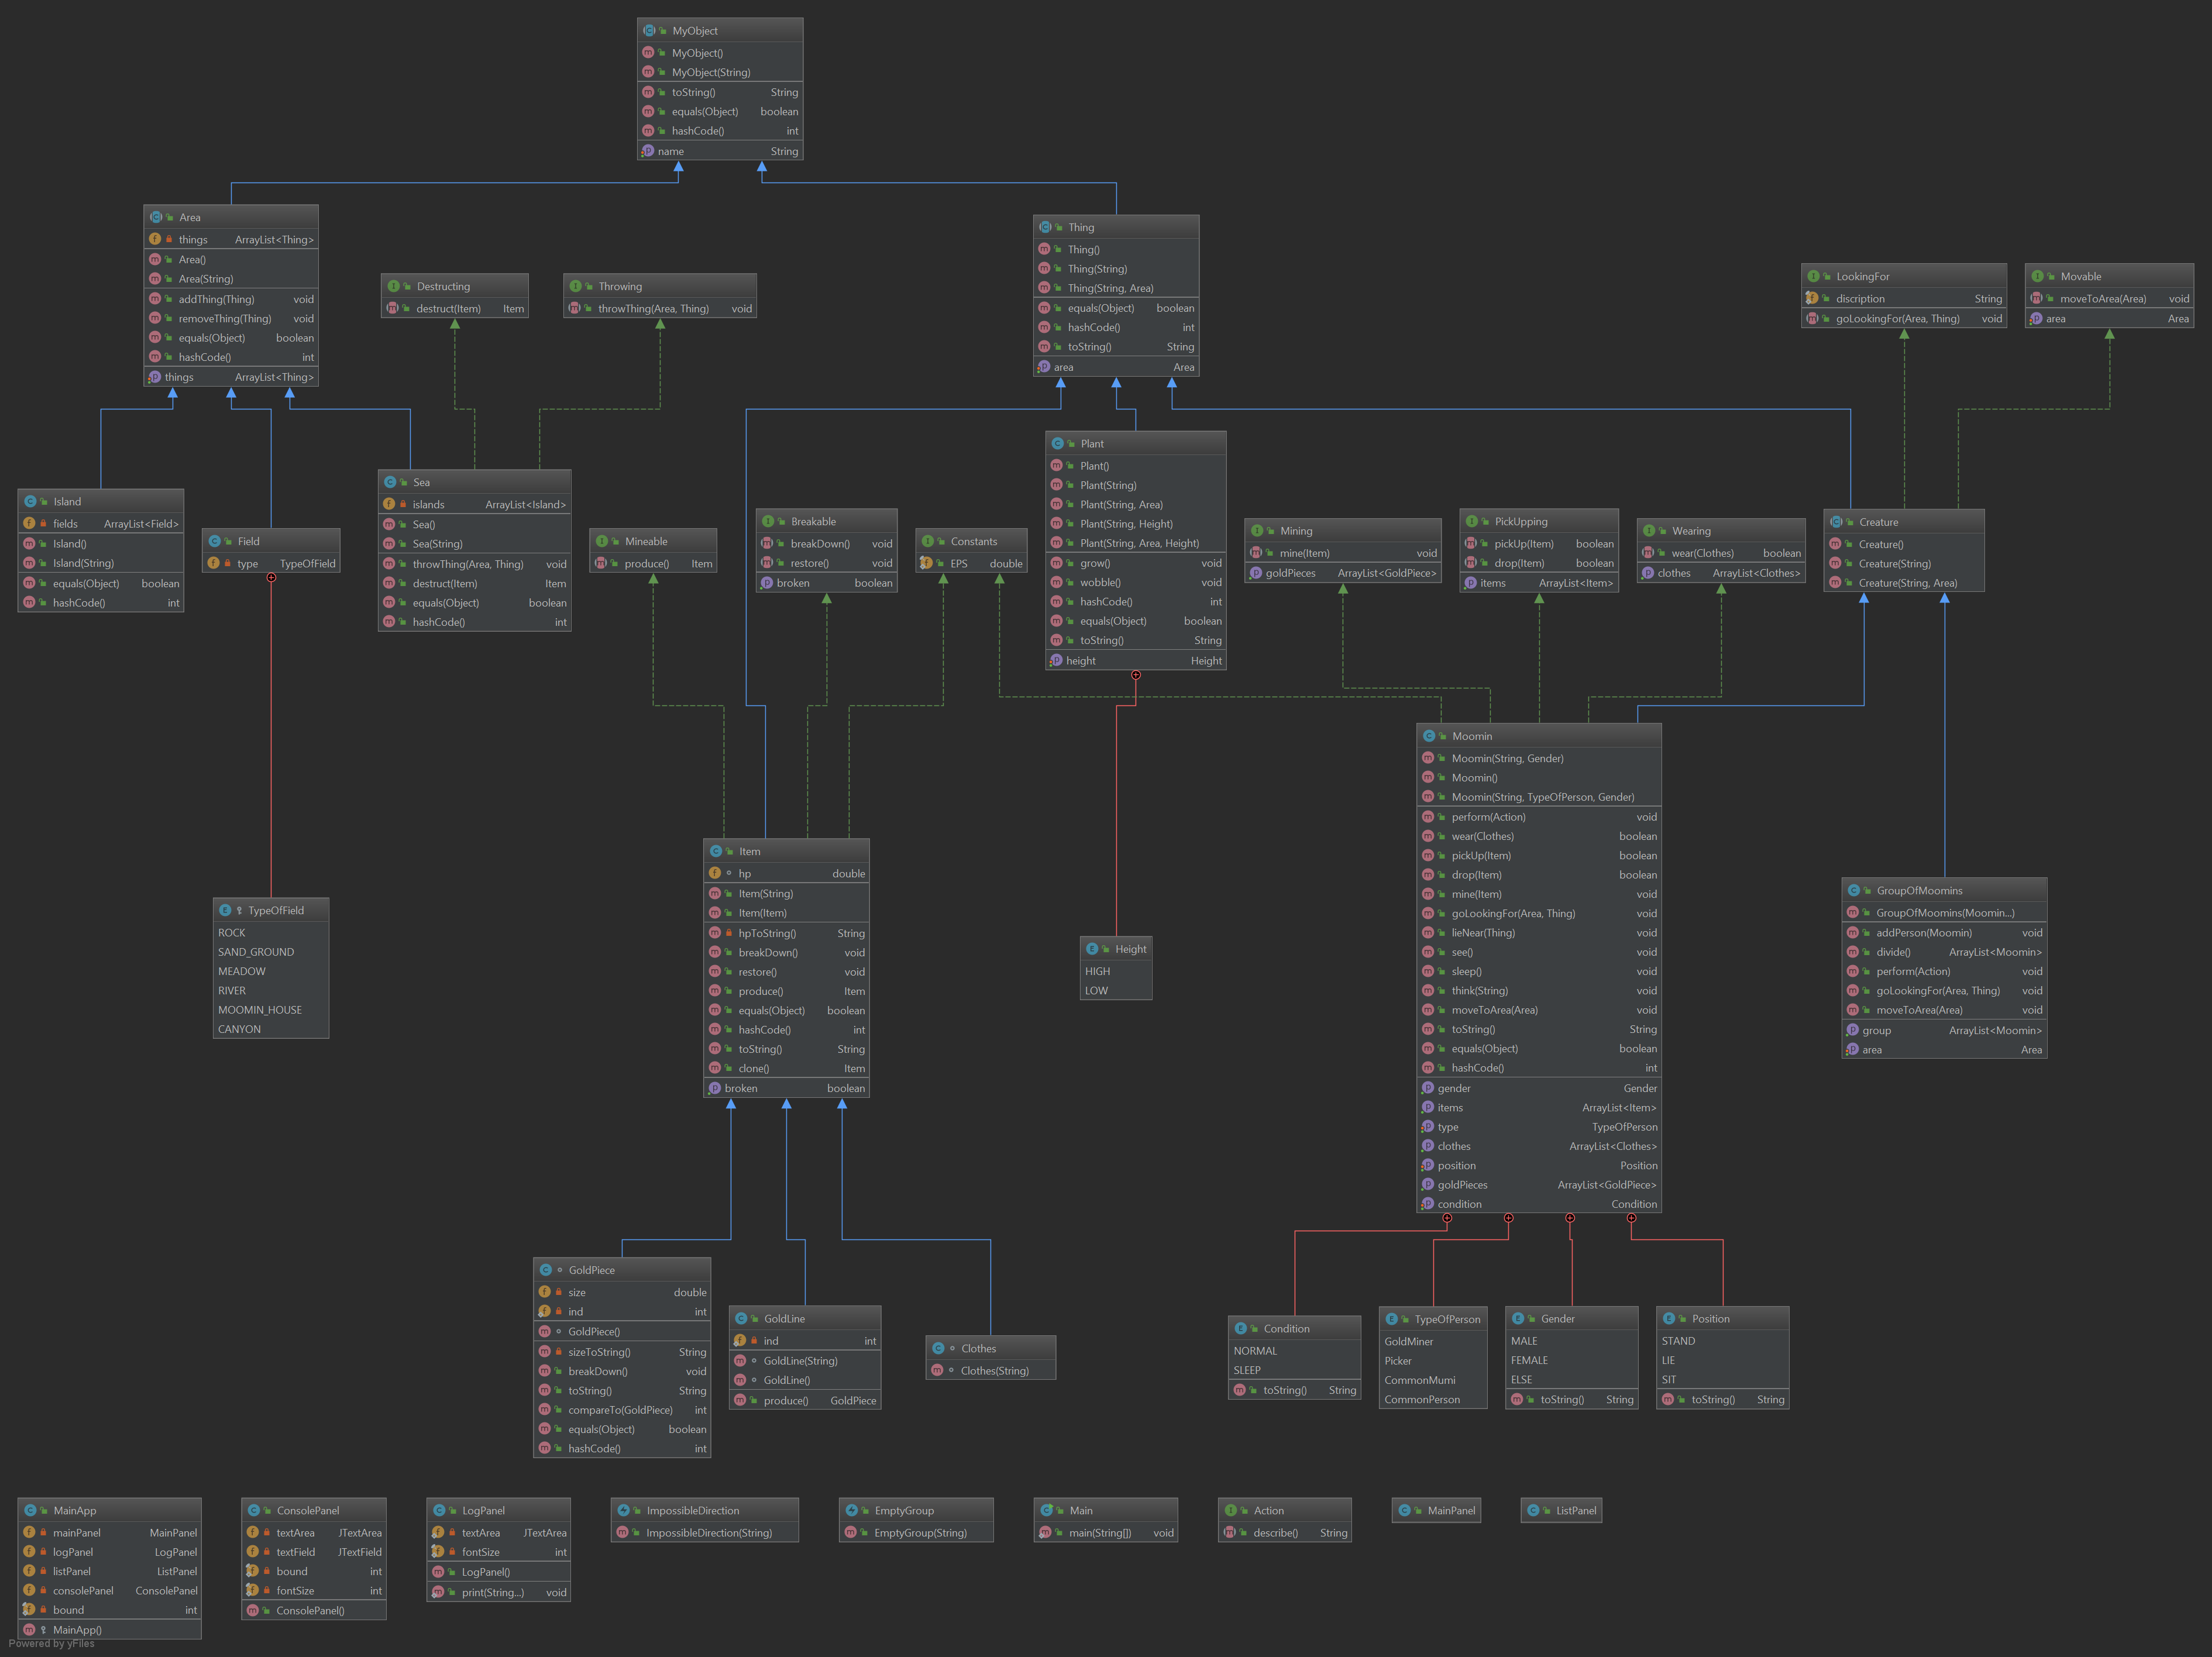 MyObject
MyObject()
MyObject(String)
toString() String
equals(Object) boolean
hashCode() int
name String
Area
things ArrayList<Thing>
Area()
Area(String)
addThing(Thing) void
removeThing(Thing) void
equals(Object) boolean
hashCode() int
things ArrayList<Thing>
Thing
Thing()
Thing(String)
Thing(String, Area)
equals(Object) boolean
hashCode() int
toString() String
area Area
Destructing
destruct(Item) Item
Throwing
throwThing(Area, Thing) void
LookingFor
discription String
goLookingFor(Area, Thing) void
Movable
moveToArea(Area) void
area Area
Island
fields ArrayList<Field>
Island()
Island(String)
equals(Object) boolean
hashCode() int
Field
type TypeOfField
Sea
islands ArrayList<Island>
Sea()
Sea(String)
throwThing(Area, Thing) void
destruct(Item) Item
equals(Object) boolean
hashCode() int
Mineable
produce() Item
Breakable
breakDown() void
restore() void
broken boolean
Constants
EPS double
Plant
Plant()
Plant(String)
Plant(String, Area)
Plant(String, Height)
Plant(String, Area, Height)
grow() void
wobble() void
hashCode() int
equals(Object) boolean
toString() String
height Height
Mining
mine(Item) void
goldPieces ArrayList<GoldPiece>
PickUpping
pickUp(Item) boolean
drop(Item) boolean
items ArrayList<Item>
Wearing
wear(Clothes) boolean
clothes ArrayList<Clothes>
Creature
Creature()
Creature(String)
Creature(String, Area)
Moomin
Moomin(String, Gender)
Moomin()
Moomin(String, TypeOfPerson, Gender)
perform(Action) void
wear(Clothes) boolean
pickUp(Item) boolean
drop(Item) boolean
mine(Item) void
goLookingFor(Area, Thing) void
lieNear(Thing) void
see() void
sleep() void
think(String) void
moveToArea(Area) void
toString() String
equals(Object) boolean
hashCode() int
gender Gender
items ArrayList<Item>
type TypeOfPerson
clothes ArrayList<Clothes>
position Position
goldPieces ArrayList<GoldPiece>
condition Condition
Item
hp double
Item(String)
Item(Item)
hpToString() String
breakDown() void
restore() void
produce() Item
equals(Object) boolean
hashCode() int
toString() String
clone() Item
broken boolean
TypeOfField
ROCK
SAND_GROUND
MEADOW
RIVER
MOOMIN_HOUSE
CANYON
Height
HIGH
LOW
GroupOfMoomins
GroupOfMoomins(Moomin...)
addPerson(Moomin) void
divide() ArrayList<Moomin>
perform(Action) void
goLookingFor(Area, Thing) void
moveToArea(Area) void
group ArrayList<Moomin>
area Area
GoldPiece
size double
ind int
GoldPiece()
sizeToString() String
breakDown() void
toString() String
compareTo(GoldPiece) int
equals(Object) boolean
hashCode() int
GoldLine
ind int
GoldLine(String)
GoldLine()
produce() GoldPiece
Clothes
Clothes(String)
Condition
NORMAL
SLEEP
toString() String
TypeOfPerson
GoldMiner
Picker
CommonMumi
CommonPerson
Gender
MALE
FEMALE
ELSE
toString() String
Position
STAND
LIE
SIT
toString() String
MainApp
mainPanel MainPanel
logPanel LogPanel
listPanel ListPanel
consolePanel ConsolePanel
bound int
MainApp()
ConsolePanel
textArea JTextArea
textField JTextField
bound int
fontSize int
ConsolePanel()
LogPanel
textArea JTextArea
fontSize int
LogPanel()
print(String...) void
ImpossibleDirection
ImpossibleDirection(String)
EmptyGroup
EmptyGroup(String)
Main
main(String[]) void
Action
describe() String
MainPanel
ListPanel
Powered by yFiles